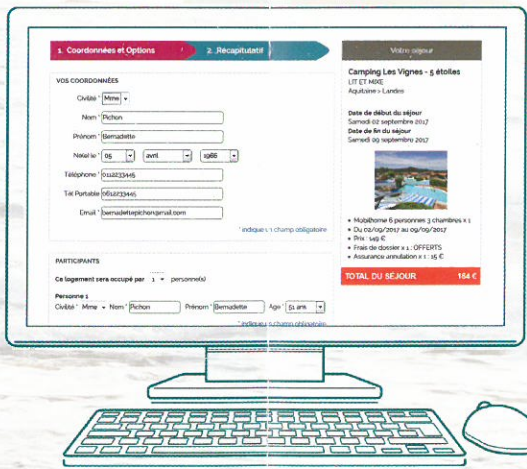 1. Coordonnées et Options
2. Récapitulatif
VOS COORDONNÉES
Civilité * Mme
Nom * Pichon
Prénom * Bernadette
Né(e) le * 05 avril 1966
Téléphone * 0112233445
Tél Portable 0612233445
Email * bernadettepichon@mail.com
* indique un champ obligatoire
PARTICIPANTS
Ce logement sera occupé par 1 personne(s)
Personne 1
Civilité * Mme Nom * Pichon Prénom * Bernadette Age * 51 ans
* indique un champ obligatoire
Votre séjour
Camping Les Vignes - 5 étoiles
LIT ET MIXE
Aquitaine > Landes
Date de début du séjour
Samedi 02 septembre 2017
Date de fin du séjour
Samedi 09 septembre 2017
• Mobilhome 6 personnes 3 chambres x 1
• Du 02/09/2017 au 09/09/2017
• Prix : 149 €
• Frais de dossier x 1 : OFFERTS
• Assurance annulation x 1 : 15 €
TOTAL DU SÉJOUR 164 €